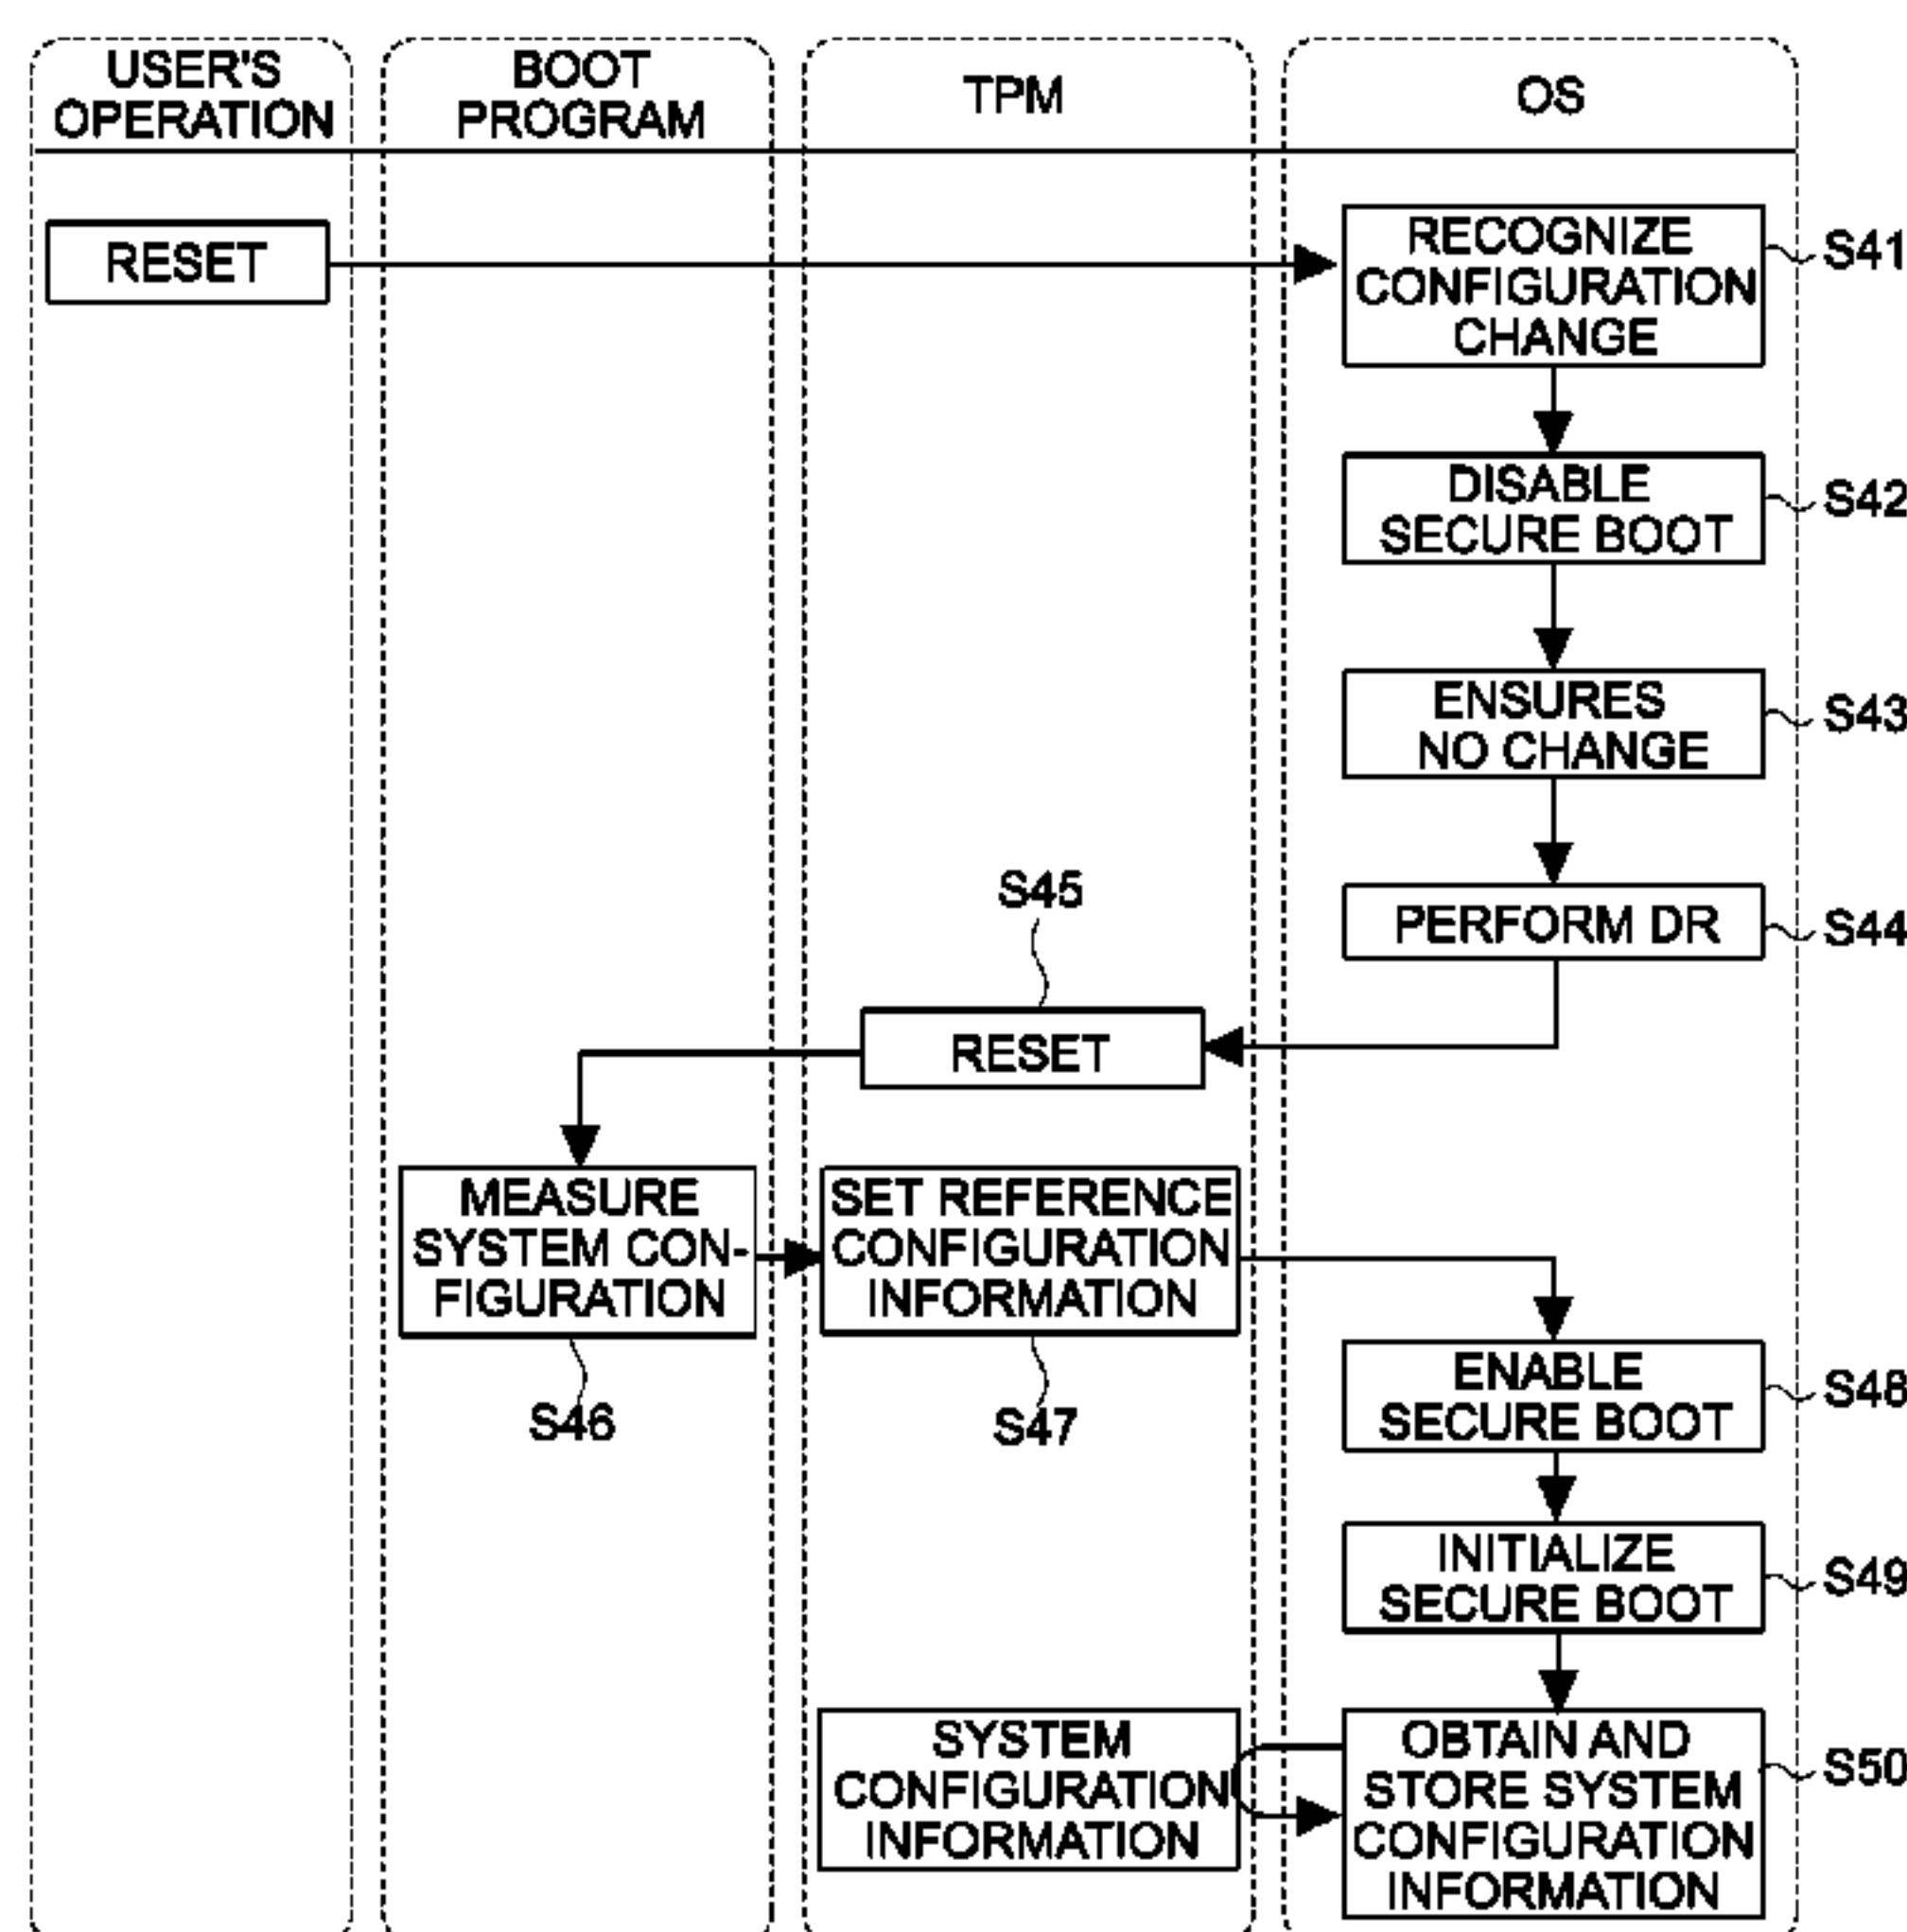 USER'S
OPERATION
BOOT
PROGRAM
TPM
OS
RESET
RECOGNIZE
CONFIGURATION
CHANGE
S41
DISABLE
SECURE BOOT
S42
ENSURES
NO CHANGE
S43
PERFORM DR
S44
S45
RESET
MEASURE
SYSTEM CON-
FIGURATION
S46
SET REFERENCE
CONFIGURATION
INFORMATION
S47
ENABLE
SECURE BOOT
S48
INITIALIZE
SECURE BOOT
S49
SYSTEM
CONFIGURATION
INFORMATION
OBTAIN AND
STORE SYSTEM
CONFIGURATION
INFORMATION
S50